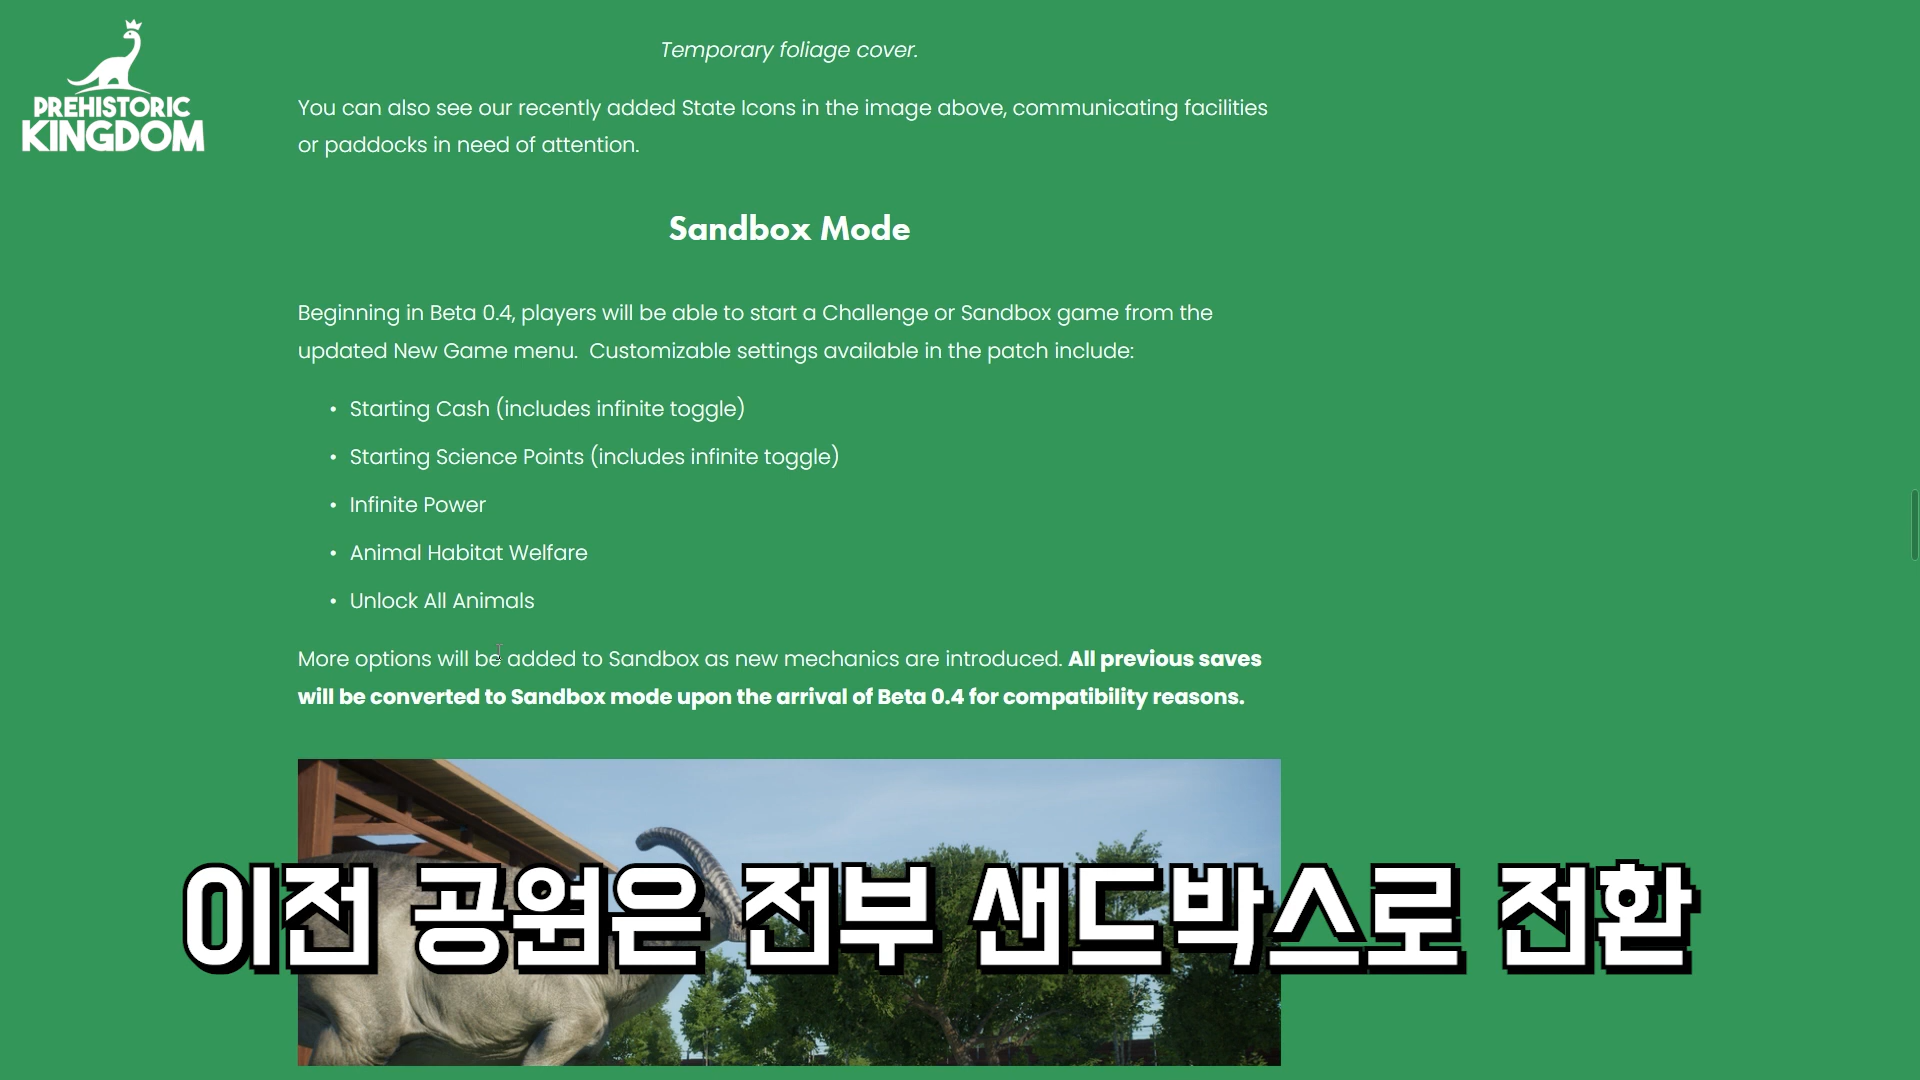 PREHISTORIC
KINGDOM
Temporary foliage cover.
You can also see our recently added State Icons in the image above, communicating facilities
or paddocks in need of attention.
Sandbox Mode
Beginning in Beta 0.4, players will be able to start a Challenge or Sandbox game from the
updated New Game menu.  Customizable settings available in the patch include:
• Starting Cash (includes infinite toggle)
• Starting Science Points (includes infinite toggle)
• Infinite Power
• Animal Habitat Welfare
• Unlock All Animals
More options will be added to Sandbox as new mechanics are introduced. All previous saves
will be converted to Sandbox mode upon the arrival of Beta 0.4 for compatibility reasons.
이전 공원은 전부 샌드박스로 전환